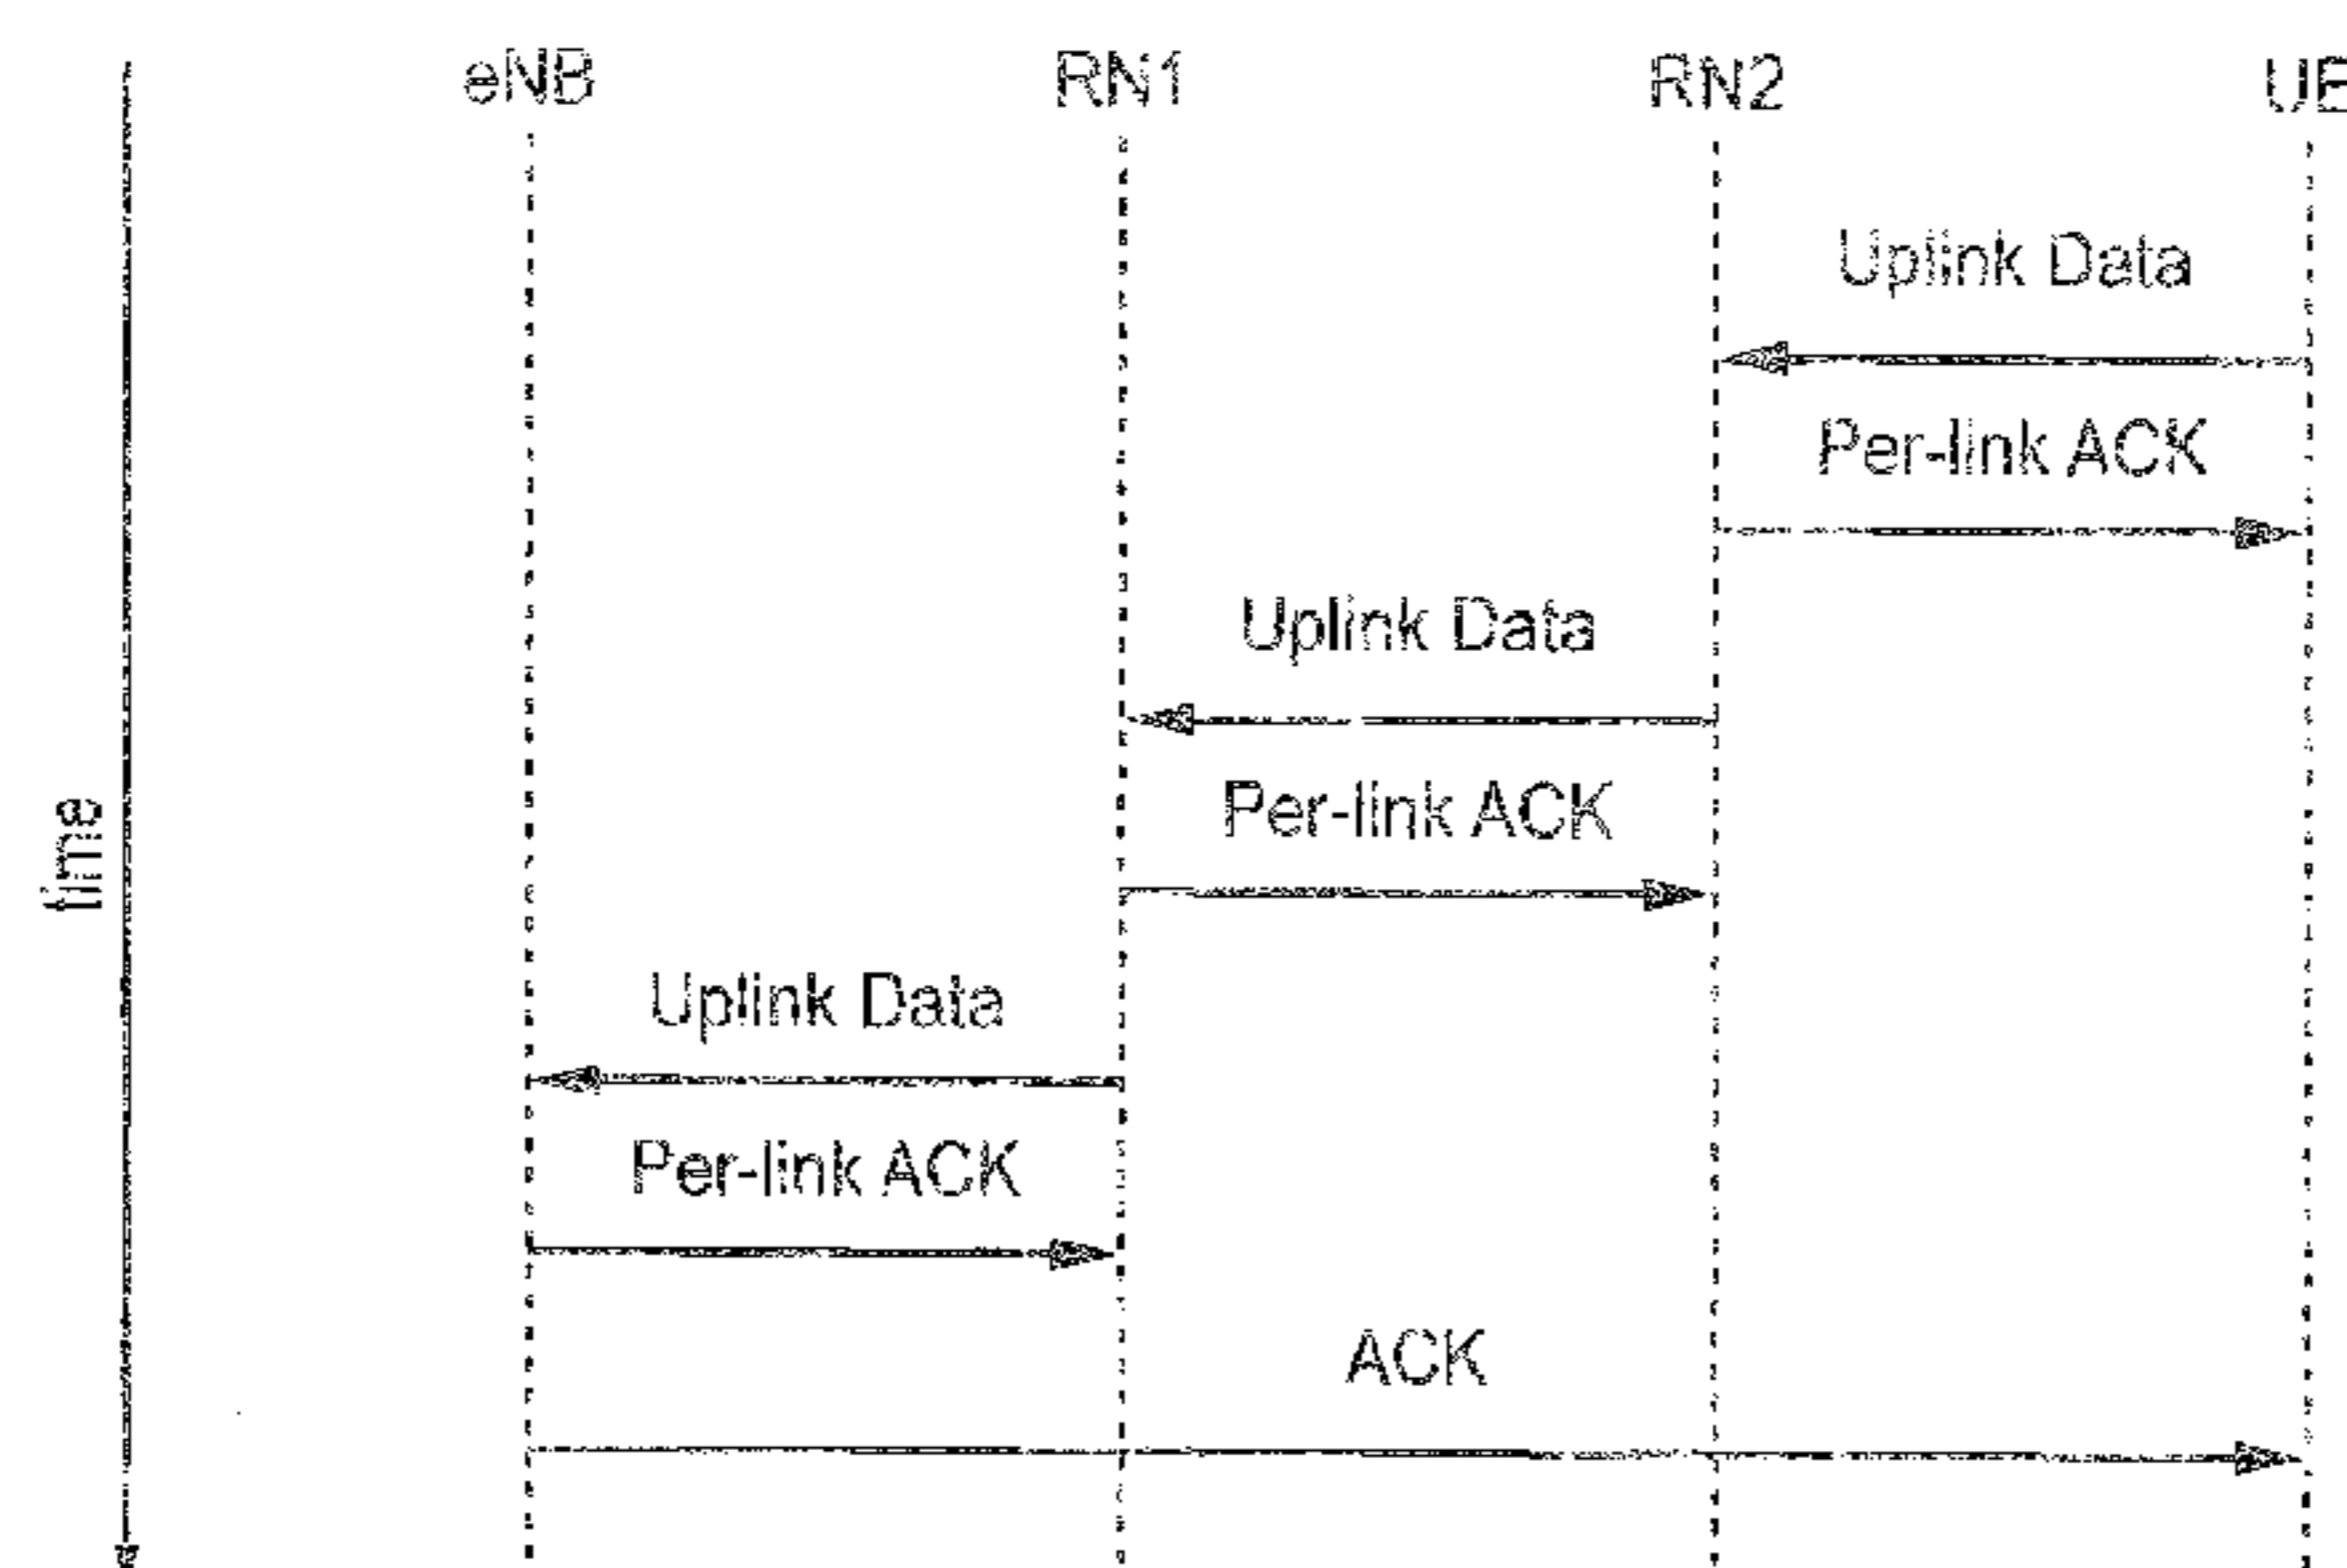 eNB RN1 RN2 UE
Uplink Data
Per-link ACK
Uplink Data
Per-link ACK
time
Uplink Data
Per-link ACK
ACK